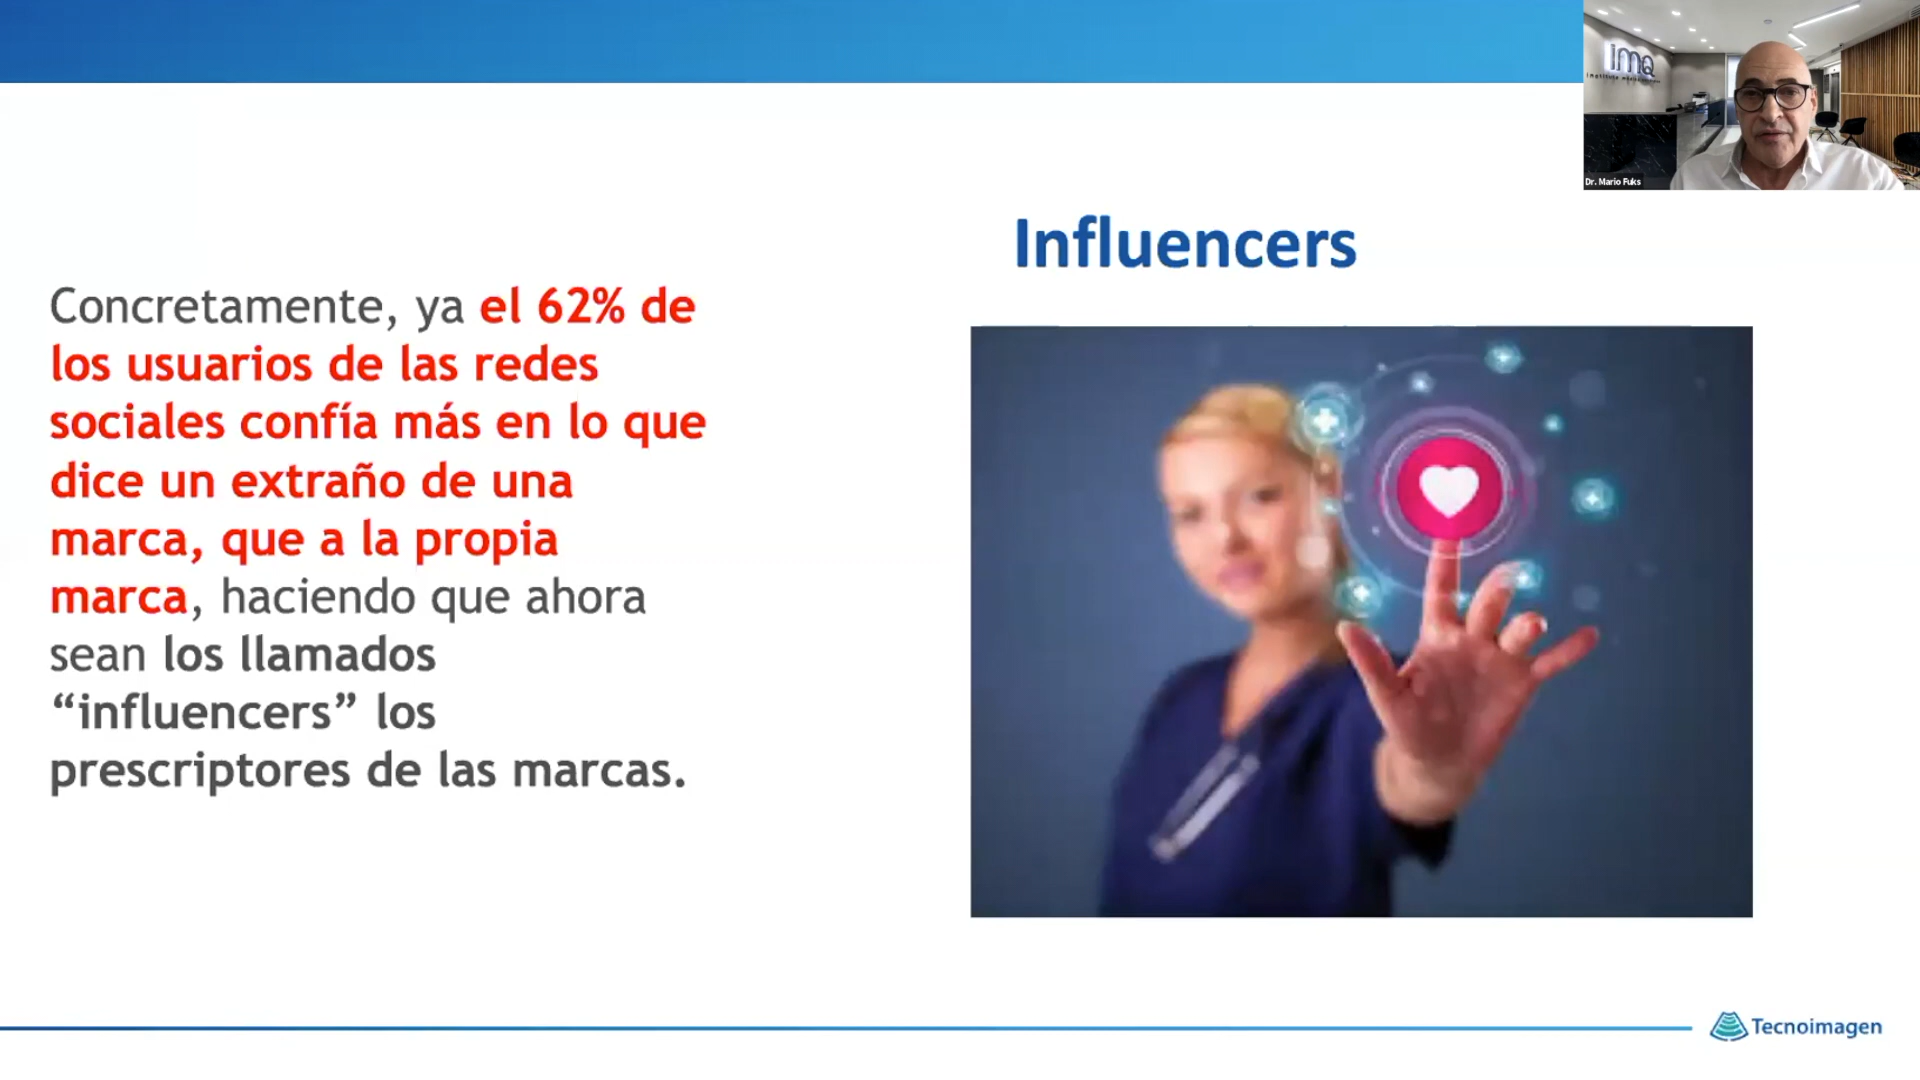 imQ
Dr. Mario Fuks
Influencers
Concretamente, ya el 62% de
los usuarios de las redes
sociales confía más en lo que
dice un extraño de una
marca, que a la propia
marca, haciendo que ahora
sean los llamados
“influencers” los
prescriptores de las marcas.
Tecnoimagen